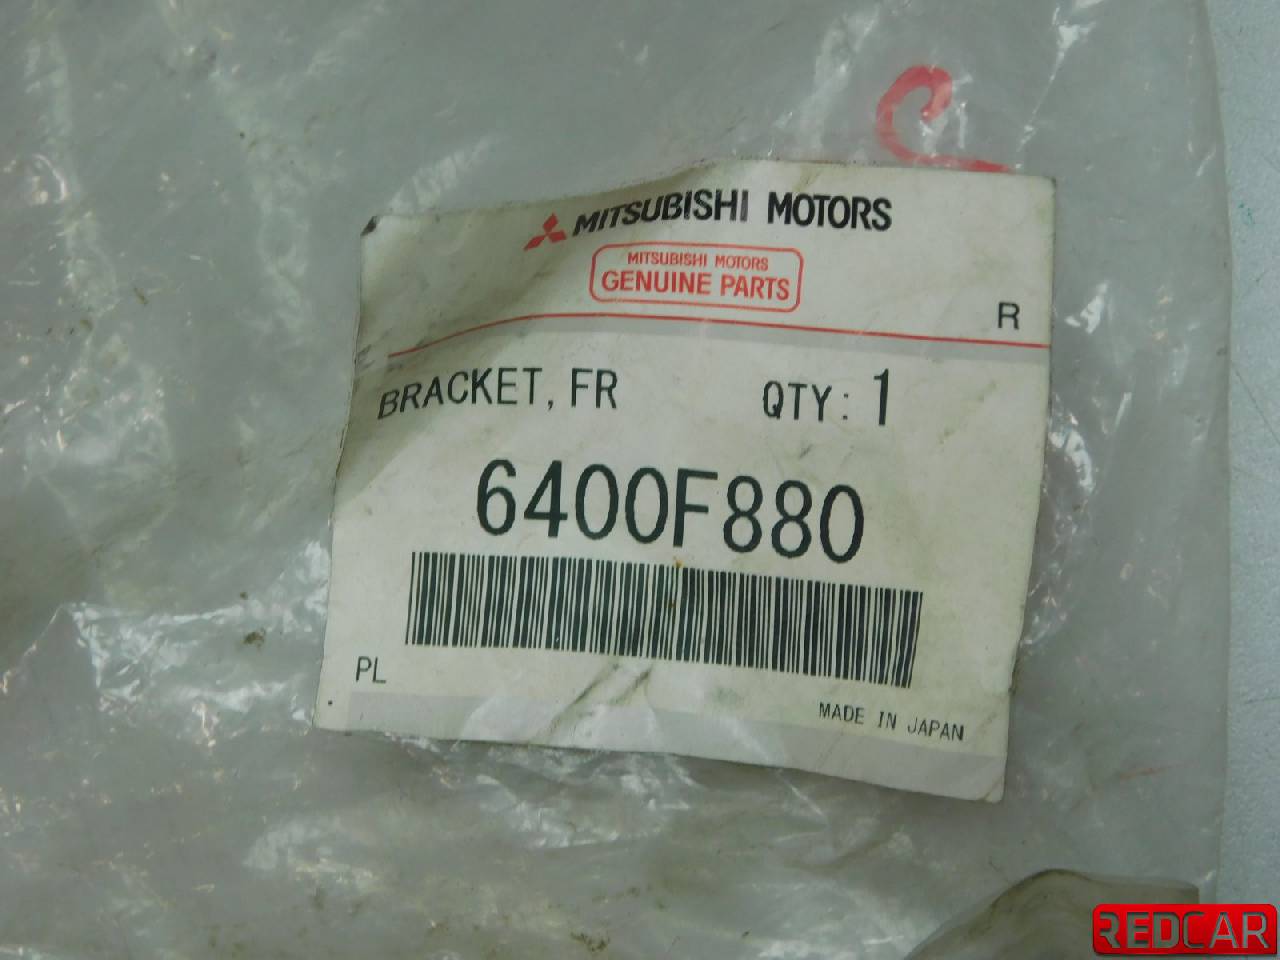 MITSUBISHI MOTORS
MITSUBISHI MOTORS
GENUINE PARTS
R
BRACKET, FR QTY: 1
6400F880
PL
MADE IN JAPAN
REDCAR